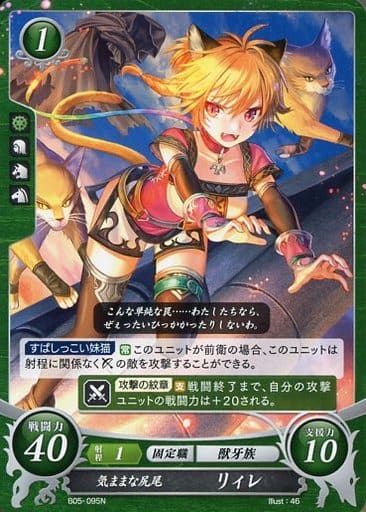 1
こんな単純な罠……わたしたちなら、
ぜぇったいひっかかったりしないわ。
すばしっこい妹猫 常 このユニットが前衛の場合、このユニットは
射程に関係なく の敵を攻撃することができる。
攻撃の紋章 支 戦闘終了まで、自分の攻撃
ユニットの戦闘力は+20される。
戦闘力
40
射程 1
固定職
獣牙族
支援力
10
気ままな尻尾 リィレ
B05-095N
Illust:46